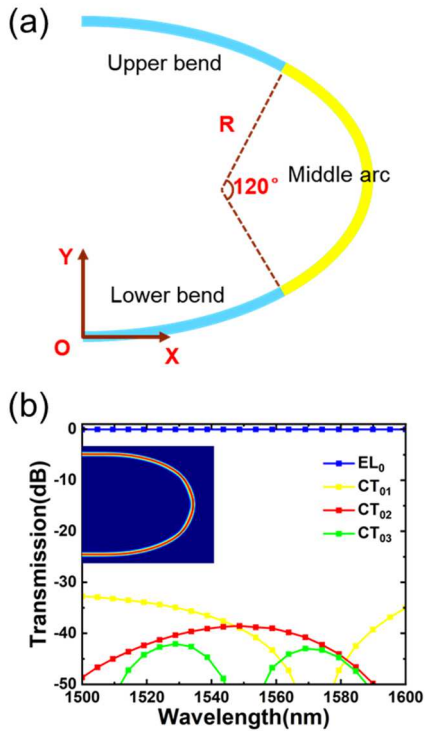 (a)
Upper bend
R
120°
Middle arc
Y
Lower bend
O
X
(b)
Transmission(dB)
0
-10
-20
-30
-40
-50
EL0
CT01
CT02
CT03
1500
1520
1540
1560
1580
1600
Wavelength(nm)